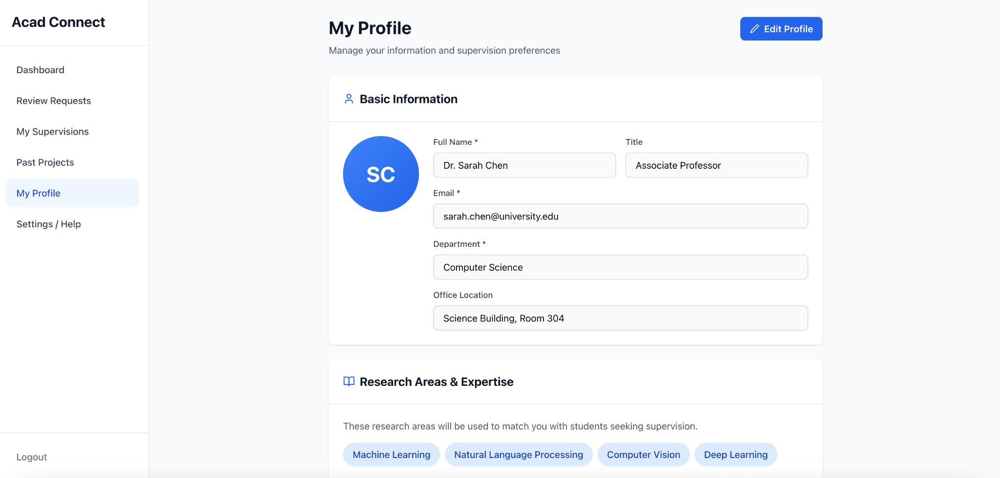 Acad Connect
Dashboard
Review Requests
My Supervisions
Past Projects
My Profile
Settings / Help
Logout
My Profile
Manage your information and supervision preferences
Edit Profile
Basic Information
SC
Full Name *
Dr. Sarah Chen
Title
Associate Professor
Email *
sarah.chen@university.edu
Department *
Computer Science
Office Location
Science Building, Room 304
Research Areas & Expertise
These research areas will be used to match you with students seeking supervision.
Machine Learning
Natural Language Processing
Computer Vision
Deep Learning